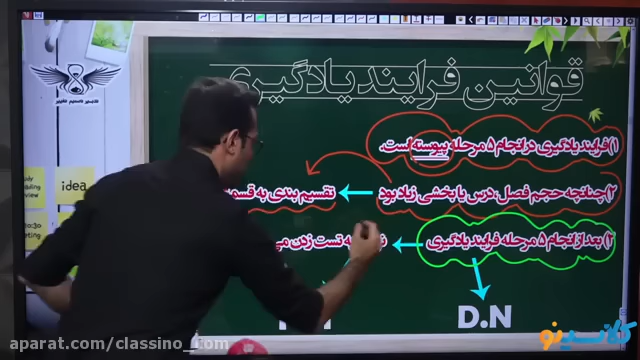 قوانین فرایند یادگیری
۱) فرایند یادگیری در انجام ۵ مرحله پیوسته است.
۲) چنانچه حجم فصل، درس یا بخشی زیاد بود ← تقسیم بندی به
۳) بعد از انجام ۵ مرحله فرایند یادگیری ← تست زدن
D.N
idea
کلاسینو
aparat.com/classino_com